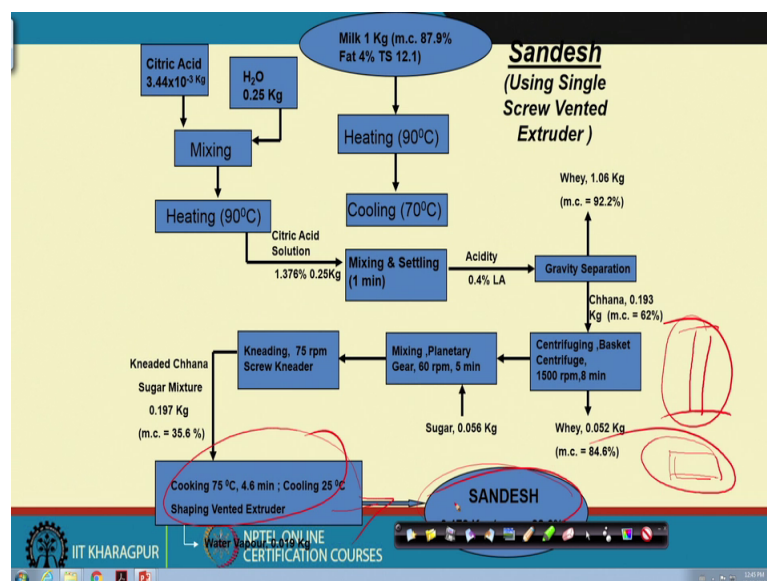 Milk 1 Kg (m.c. 87.9%
Fat 4% TS 12.1)
Sandesh
(Using Single
Screw Vented
Extruder )
Citric Acid
3.44x10-3 Kg
H2O
0.25 Kg
Mixing
Heating (90⁰C)
Heating (90⁰C)
Cooling (70⁰C)
Citric Acid
Solution
1.376% 0.25Kg
Mixing & Settling
(1 min)
Acidity
0.4% LA
Gravity Separation
Whey, 1.06 Kg
(m.c. = 92.2%)
Chhana, 0.193
Kg (m.c. = 62%)
Centrifuging ,Basket
Centrifuge,
1500 rpm,8 min
Whey, 0.052 Kg
(m.c. = 84.6%)
Mixing ,Planetary
Gear, 60 rpm, 5 min
Sugar, 0.056 Kg
Kneading, 75 rpm
Screw Kneader
Kneaded Chhana
Sugar Mixture
0.197 Kg
(m.c. = 35.6 %)
Cooking 75 ⁰C, 4.6 min ; Cooling 25 ⁰C
Shaping Vented Extruder
Water Vapour, 0.019 Kg
SANDESH
IIT KHARAGPUR
NPTEL ONLINE
CERTIFICATION COURSES
12:45 PM